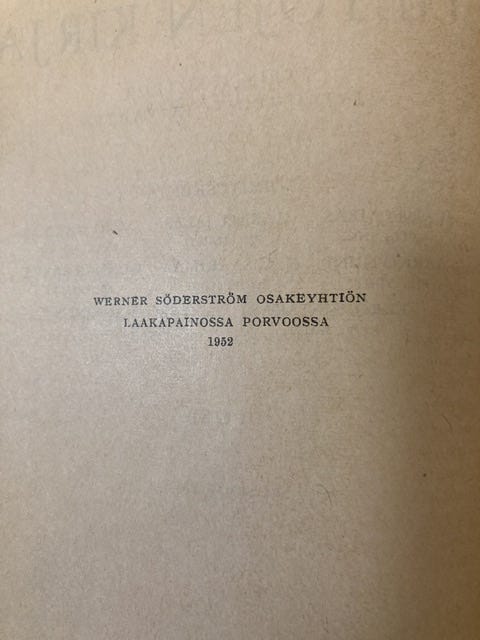 WERNER SÖDERSTRÖM OSAKEYHTIÖN
LAAKAPAINOSSA PORVOOSSA
1952